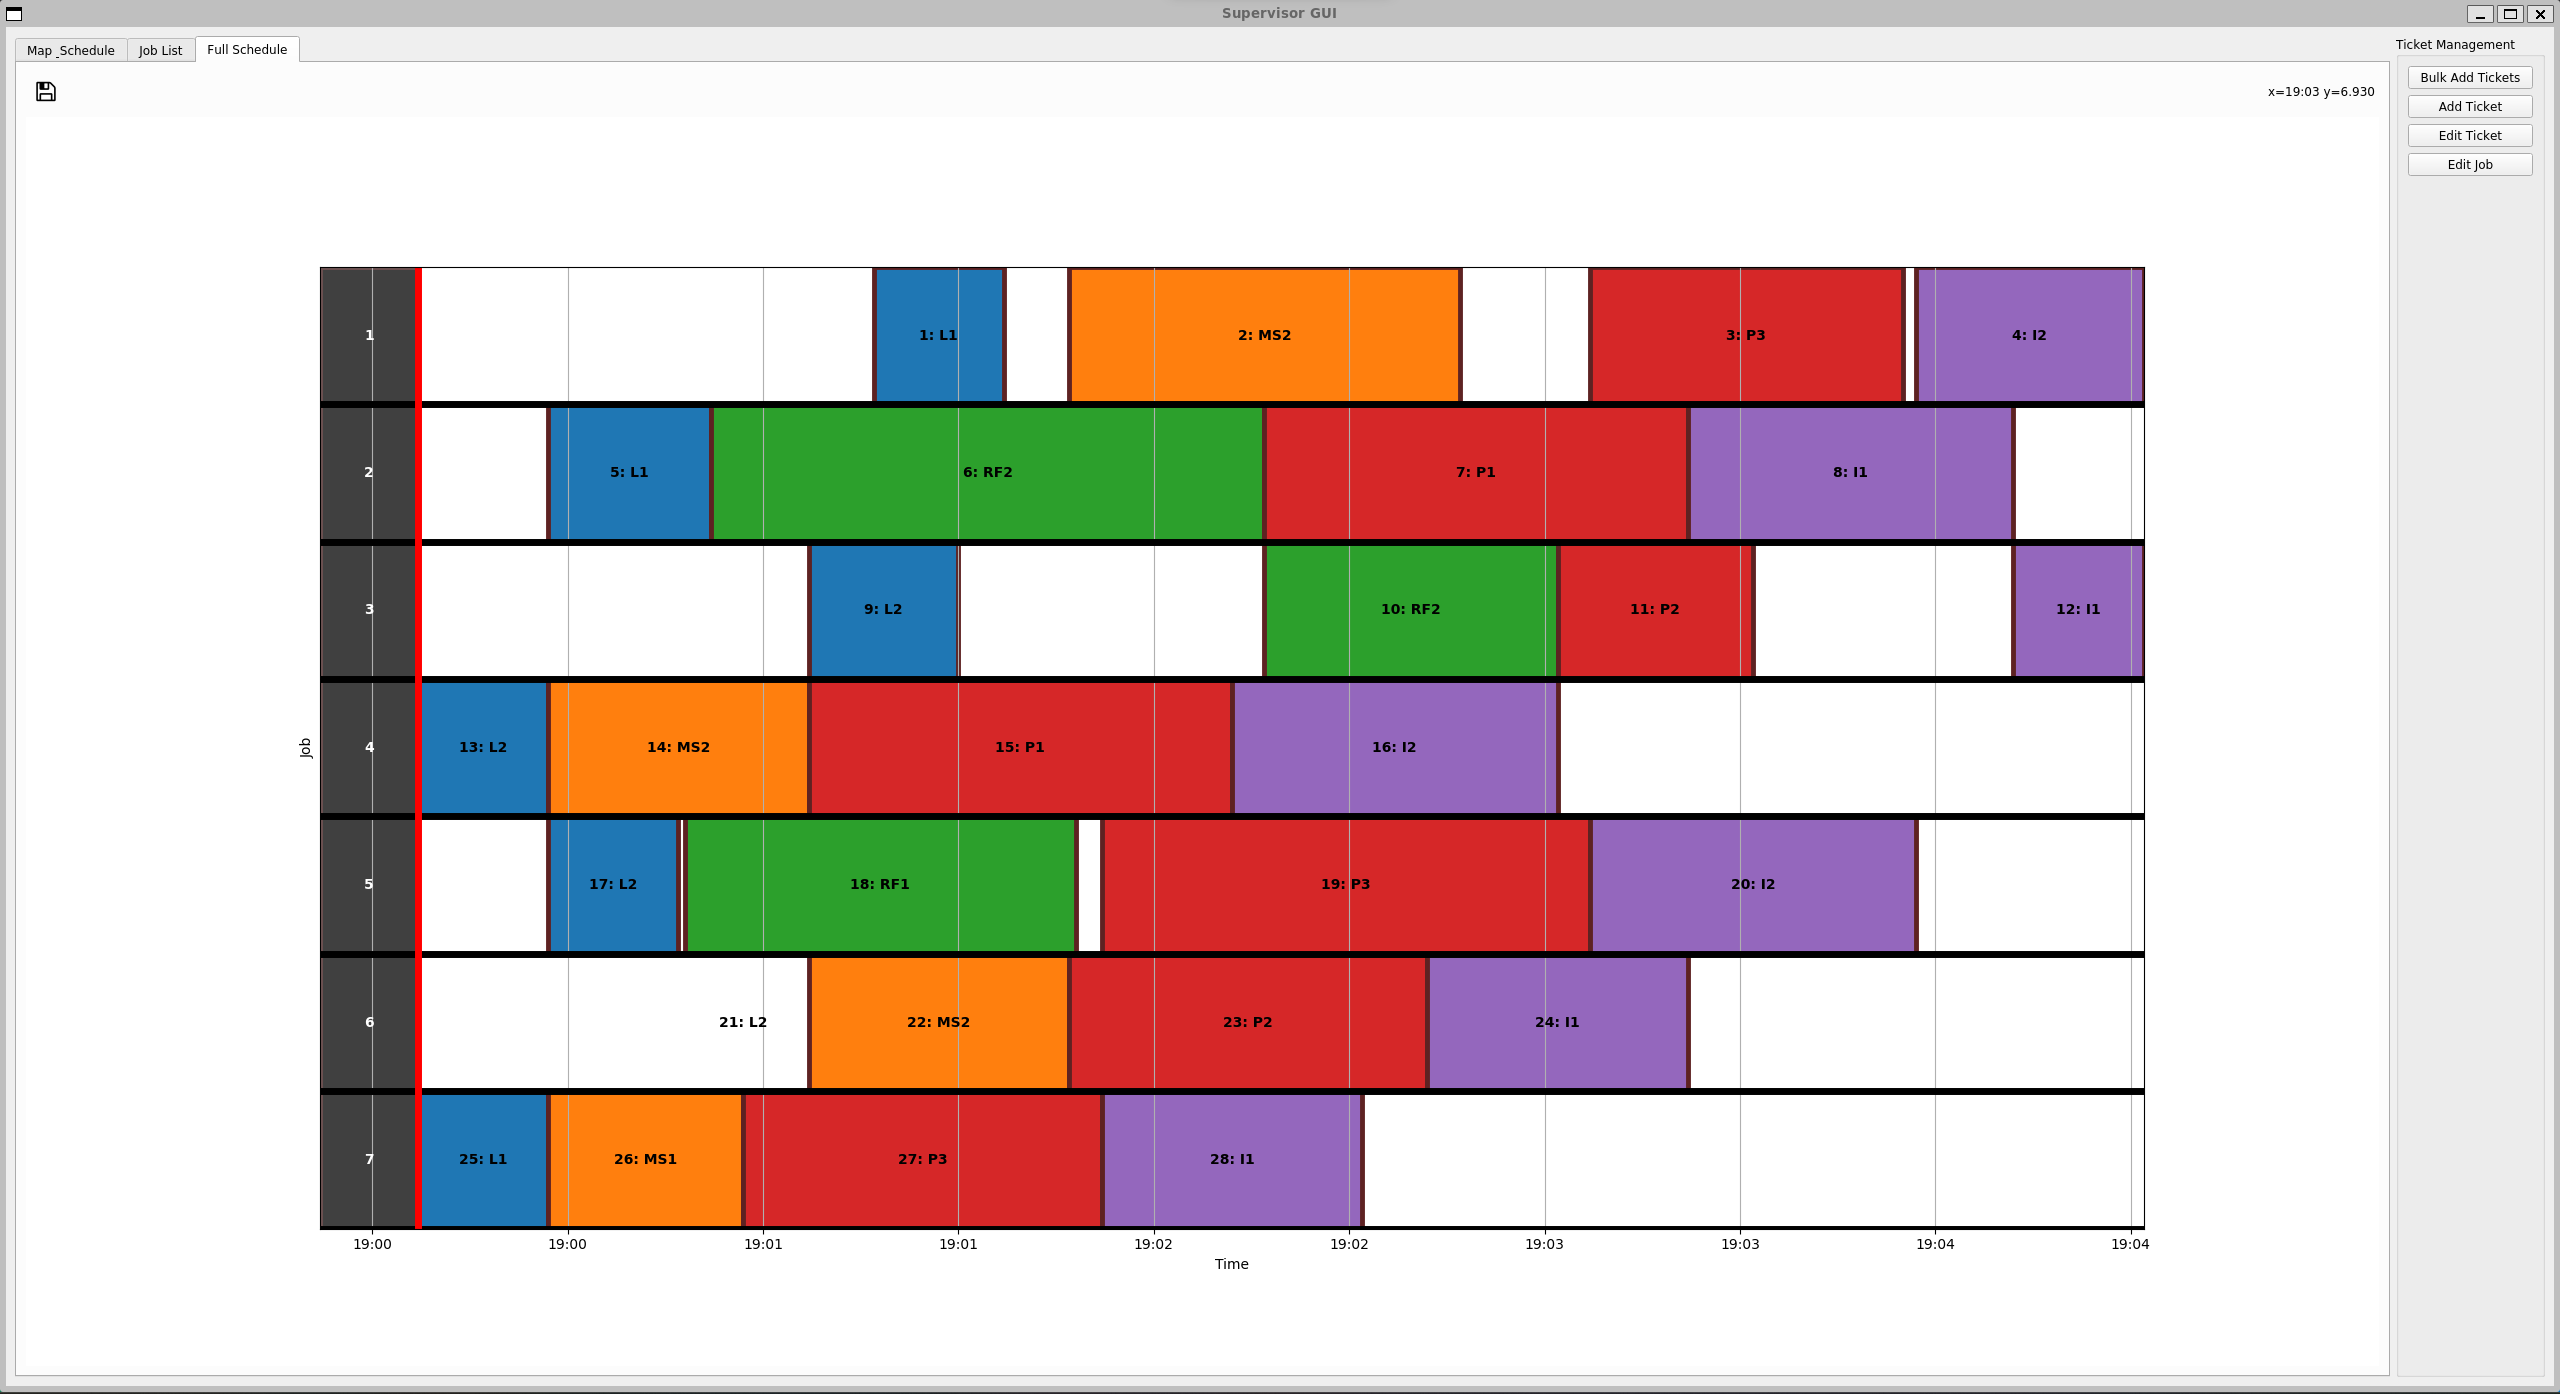 Supervisor GUI
Map_Schedule
Job List
Full Schedule
Ticket Management
Bulk Add Tickets
Add Ticket
Edit Ticket
Edit Job
x=19:03 y=6.930
1 1: L1 2: MS2 3: P3 4: I2
2 5: L1 6: RF2 7: P1 8: I1
3 9: L2 10: RF2 11: P2 12: I1
Job
4 13: L2 14: MS2 15: P1 16: I2
5 17: L2 18: RF1 19: P3 20: I2
6 21: L2 22: MS2 23: P2 24: I1
7 25: L1 26: MS1 27: P3 28: I1
19:00 19:00 19:01 19:01 19:02 19:02 19:03 19:03 19:04 19:04
Time